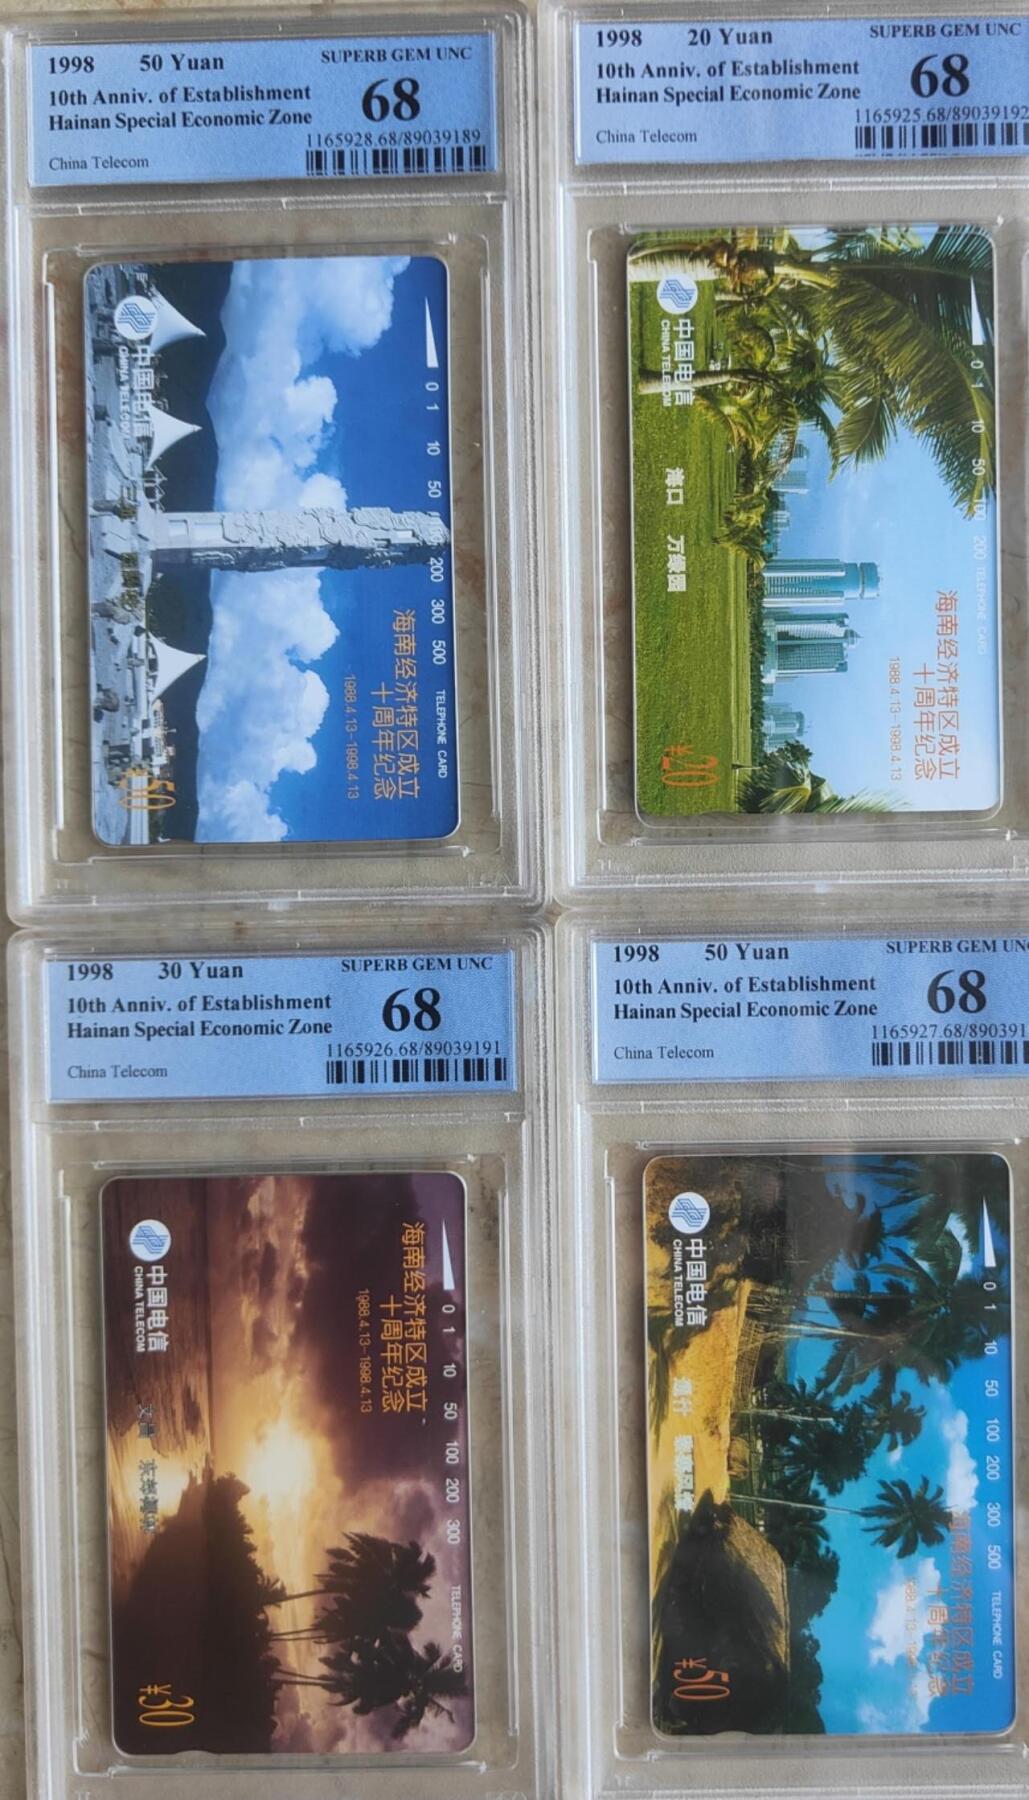 1998 50 Yuan SUPERB GEM UNC
10th Anniv. of Establishment 68
Hainan Special Economic Zone
1165928.68/89039189
China Telecom
中国电信
CHINA TELECOM
0 1 10 50 200 300 500 TELEPHONE CARD
海南经济特区成立
十周年纪念
1988.4.13-1998.4.13
¥50
1998 20 Yuan SUPERB GEM UNC
10th Anniv. of Establishment 68
Hainan Special Economic Zone
1165925.68/89039192
China Telecom
中国电信
CHINA TELECOM
海口 万绿园
0 1 10 50 100 200 TELEPHONE CARD
海南经济特区成立
十周年纪念
1988.4.13-1998.4.13
¥20
1998 30 Yuan SUPERB GEM UNC
10th Anniv. of Establishment 68
Hainan Special Economic Zone
1165926.68/89039191
China Telecom
中国电信
CHINA TELECOM
文昌
0 1 10 50 100 200 300 TELEPHONE CARD
海南经济特区成立
十周年纪念
1988.4.13-1998.4.13
¥30
1998 50 Yuan SUPERB GEM UNC
10th Anniv. of Establishment 68
Hainan Special Economic Zone
1165927.68/890391
China Telecom
中国电信
CHINA TELECOM
0 1 10 50 100 200 300 500 TELEPHONE CARD
海南经济特区成立
十周年纪念
¥50